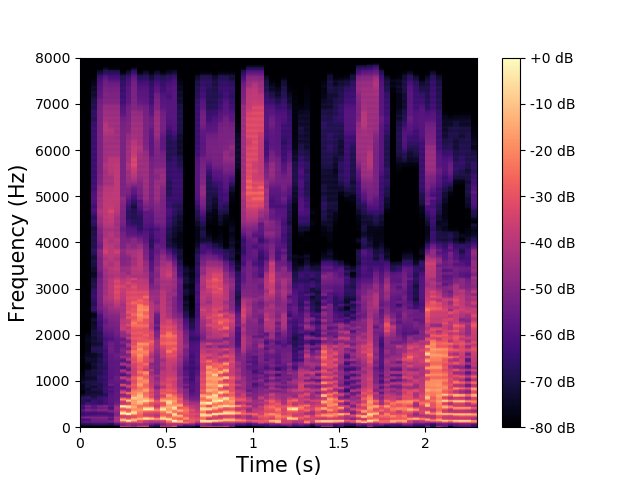 8000
7000
6000
5000
4000
3000
2000
1000
0
Frequency (Hz)
0 0.5 1 1.5 2
Time (s)
+0 dB
-10 dB
-20 dB
-30 dB
-40 dB
-50 dB
-60 dB
-70 dB
-80 dB